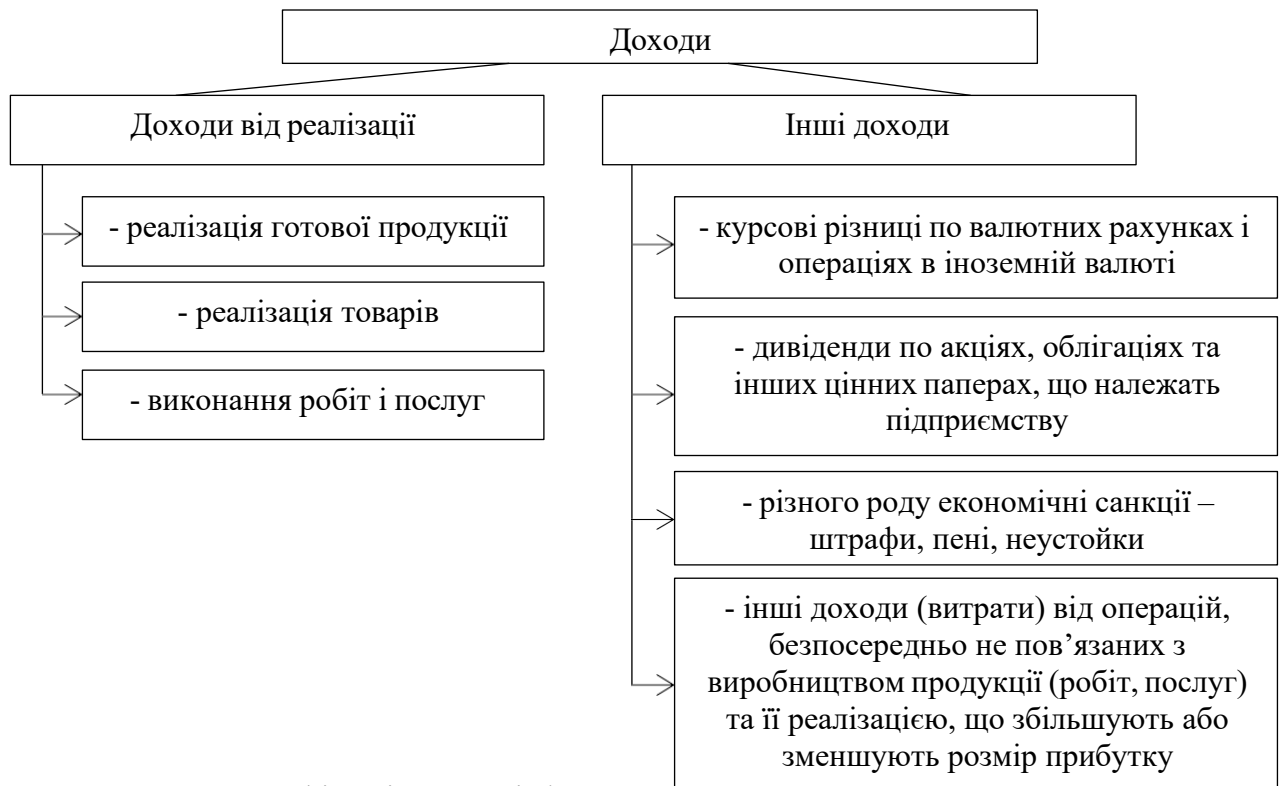 Доходи
Доходи від реалізації
- реалізація готової продукції
- реалізація товарів
- виконання робіт і послуг
Інші доходи
- курсові різниці по валютних рахунках і
операціях в іноземній валюті
- дивіденди по акціях, облігаціях та
інших цінних паперах, що належать
підприємству
- різного роду економічні санкції –
штрафи, пені, неустойки
- інші доходи (витрати) від операцій,
безпосередньо не пов’язаних з
виробництвом продукції (робіт, послуг)
та її реалізацією, що збільшують або
зменшують розмір прибутку